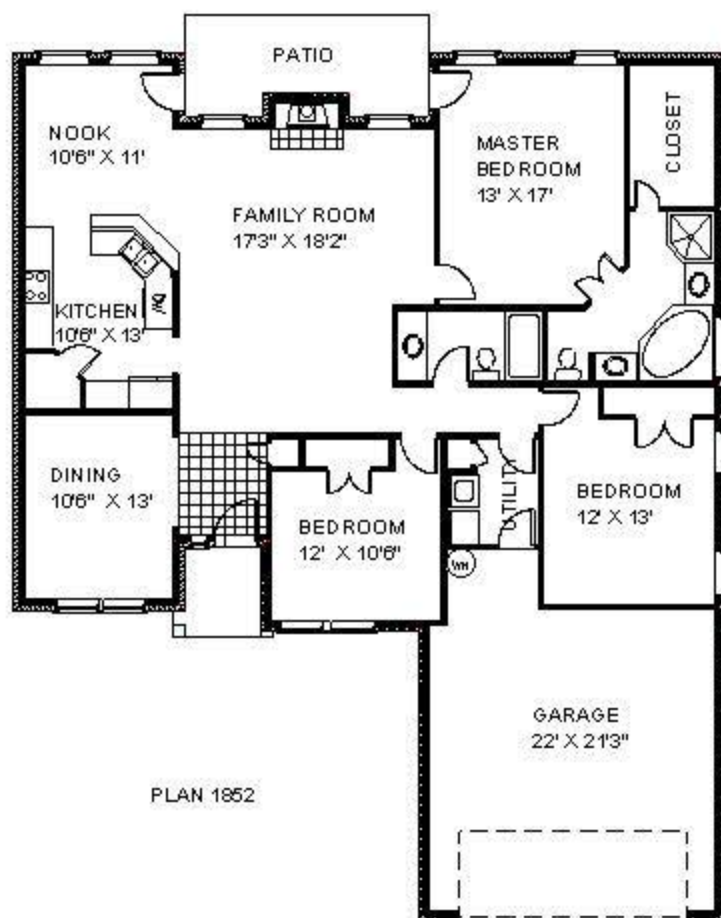 PATIO
NOOK
10'6" X 11'
MASTER
BEDROOM
13' X 17'
CLOSET
FAMILY ROOM
17'3" X 18'2"
DW
KITCHEN
10'6" X 13'
DINING
10'6" X 13'
BEDROOM
12' X 10'6"
UTILITY
WH
BEDROOM
12' X 13'
GARAGE
22' X 21'3"
PLAN 1852